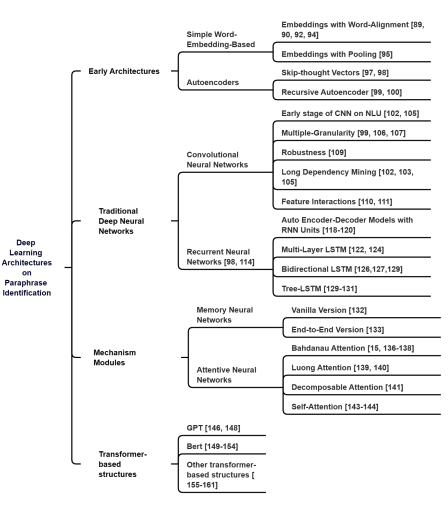 Deep
Learning
Architectures
on
Paraphrase
Identification
Early Architectures
Simple Word-
Embedding-Based
Embeddings with Word-Alignment [89,
90, 92, 94]
Embeddings with Pooling [95]
Autoencoders
Skip-thought Vectors [97, 98]
Recursive Autoencoder [99, 100]
Traditional
Deep Neural
Networks
Convolutional
Neural Networks
Early stage of CNN on NLU [102, 105]
Multiple-Granularity [99, 106, 107]
Robustness [109]
Long Dependency Mining [102, 103,
105]
Feature Interactions [110, 111]
Recurrent Neural
Networks [98, 114]
Auto Encoder-Decoder Models with
RNN Units [118-120]
Multi-Layer LSTM [122, 124]
Bidirectional LSTM [126,127,129]
Tree-LSTM [129-131]
Mechanism
Modules
Memory Neural
Networks
Vanilla Version [132]
End-to-End Version [133]
Attentive Neural
Networks
Bahdanau Attention [15, 136-138]
Luong Attention [139, 140]
Decomposable Attention [141]
Self-Attention [143-144]
Transformer-
based
structures
GPT [146, 148]
Bert [149-154]
Other transformer-
based structures [
155-161]